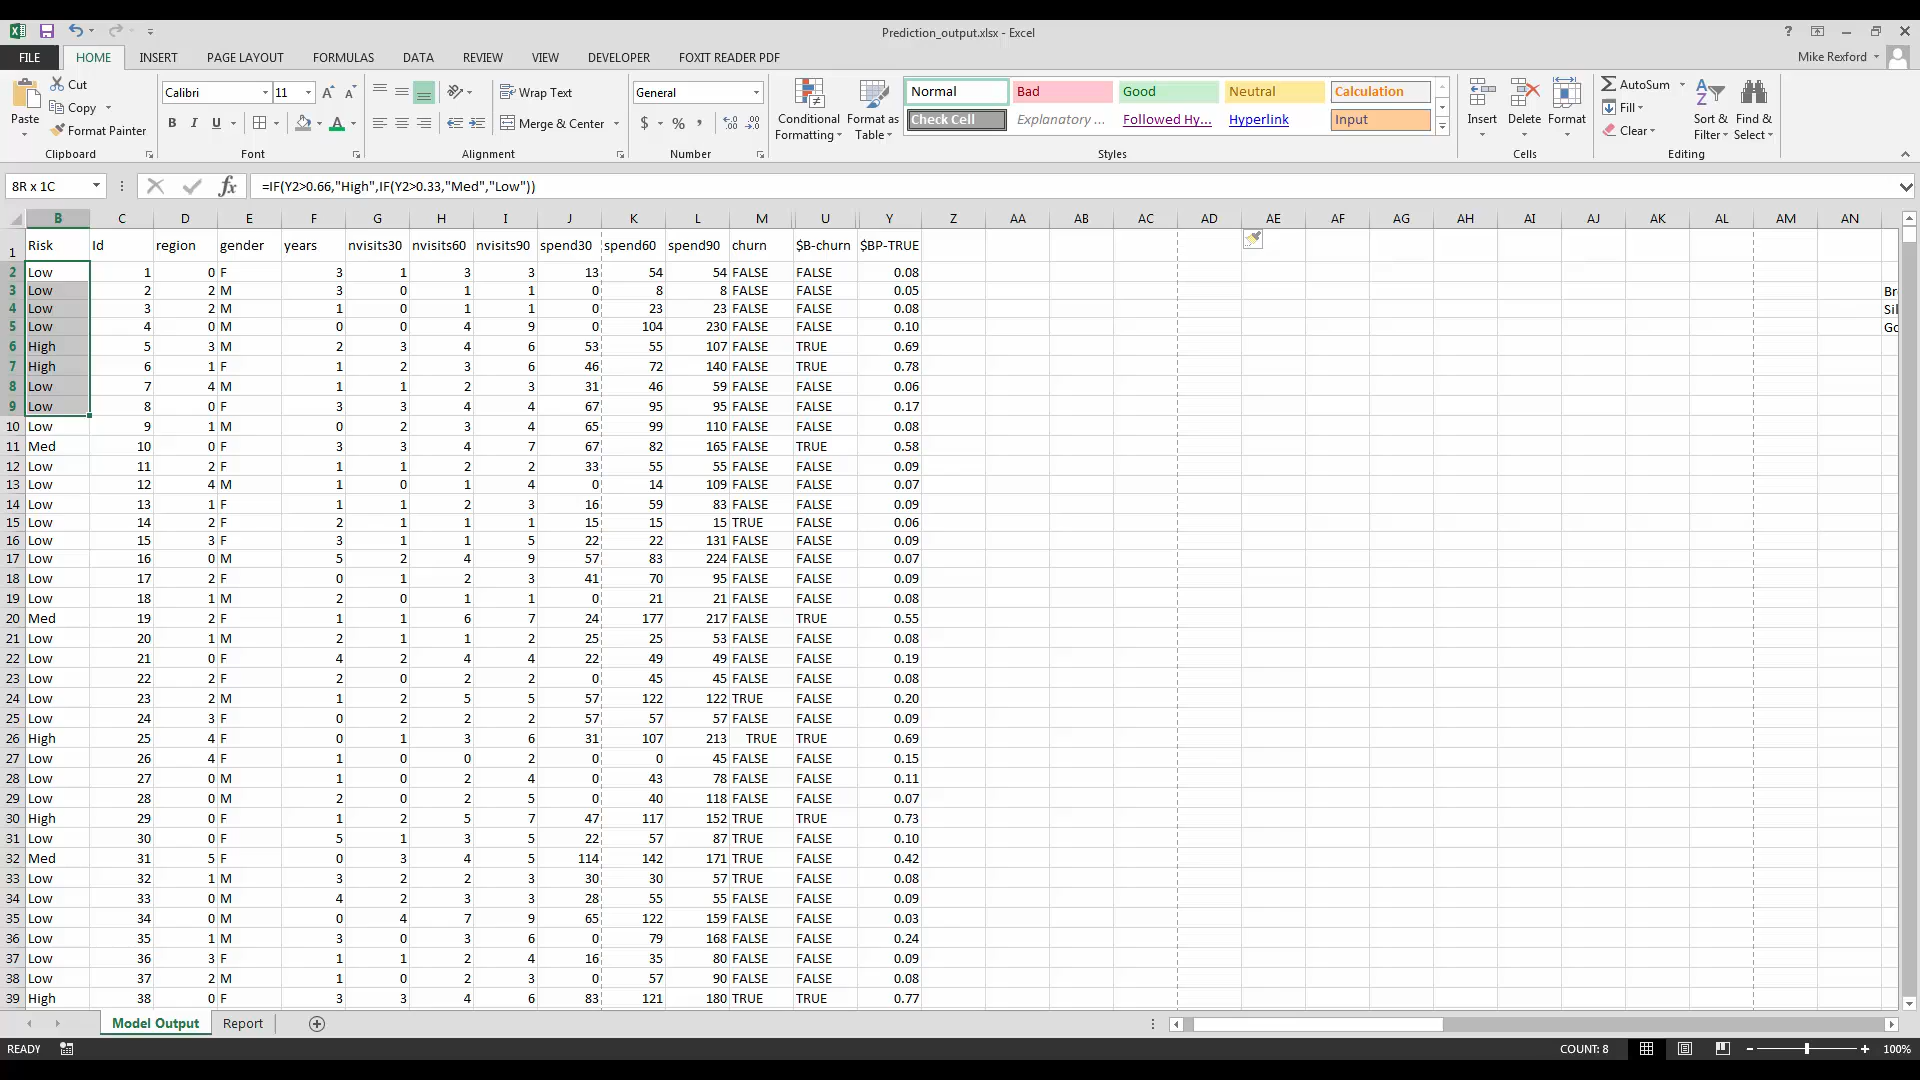 Prediction_output.xlsx - Excel
?
FILE HOME INSERT PAGE LAYOUT FORMULAS DATA REVIEW VIEW DEVELOPER FOXIT READER PDF Mike Rexford
Paste
Cut
Copy
Format Painter
Clipboard
Calibri 11
B I U
Font
Wrap Text
Merge & Center
Alignment
General
$ % ,
Number
Conditional Formatting
Format as Table
Normal Bad Good Neutral Calculation
Check Cell Explanatory ... Followed Hy... Hyperlink Input
Styles
Insert Delete Format
Cells
AutoSum
Fill
Clear
Sort & Filter
Find & Select
Editing
8R x 1C fx =IF(Y2>0.66,"High",IF(Y2>0.33,"Med","Low"))
B C D E F G H I J K L M U Y Z AA AB AC AD AE AF AG AH AI AJ AK AL AM AN
1 Risk Id region gender years nvisits30 nvisits60 nvisits90 spend30 spend60 spend90 churn $B-churn $BP-TRUE
2 Low 1 0 F 3 1 3 3 13 54 54 FALSE FALSE 0.08
3 Low 2 2 M 3 0 1 1 0 8 8 FALSE FALSE 0.05 Br
4 Low 3 2 M 1 0 1 1 0 23 23 FALSE FALSE 0.08 Sil
5 Low 4 0 M 0 0 4 9 0 104 230 FALSE FALSE 0.10 Go
6 High 5 3 M 2 3 4 6 53 55 107 FALSE TRUE 0.69
7 High 6 1 F 1 2 3 6 46 72 140 FALSE TRUE 0.78
8 Low 7 4 M 1 1 2 3 31 46 59 FALSE FALSE 0.06
9 Low 8 0 F 3 3 4 4 67 95 95 FALSE FALSE 0.17
10 Low 9 1 M 0 2 3 4 65 99 110 FALSE FALSE 0.08
11 Med 10 0 F 3 3 4 7 67 82 165 FALSE TRUE 0.58
12 Low 11 2 F 1 1 2 2 33 55 55 FALSE FALSE 0.09
13 Low 12 4 M 1 0 1 4 0 14 109 FALSE FALSE 0.07
14 Low 13 1 F 1 1 2 3 16 59 83 FALSE FALSE 0.09
15 Low 14 2 F 2 1 1 1 15 15 15 TRUE FALSE 0.06
16 Low 15 3 F 3 1 1 5 22 22 131 FALSE FALSE 0.09
17 Low 16 0 M 5 2 4 9 57 83 224 FALSE FALSE 0.07
18 Low 17 2 F 0 1 2 3 41 70 95 FALSE FALSE 0.09
19 Low 18 1 M 2 0 1 1 0 21 21 FALSE FALSE 0.08
20 Med 19 2 F 1 1 6 7 24 177 217 FALSE TRUE 0.55
21 Low 20 1 M 2 1 1 2 25 25 53 FALSE FALSE 0.08
22 Low 21 0 F 4 2 4 4 22 49 49 FALSE FALSE 0.19
23 Low 22 2 F 2 0 2 2 0 45 45 FALSE FALSE 0.08
24 Low 23 2 M 1 2 5 5 57 122 122 TRUE FALSE 0.20
25 Low 24 3 F 0 2 2 2 57 57 57 FALSE FALSE 0.09
26 High 25 4 F 0 1 3 6 31 107 213 TRUE TRUE 0.69
27 Low 26 4 F 1 0 0 2 0 0 45 FALSE FALSE 0.15
28 Low 27 0 M 1 0 2 4 0 43 78 FALSE FALSE 0.11
29 Low 28 0 M 2 0 2 5 0 40 118 FALSE FALSE 0.07
30 High 29 0 F 1 2 5 7 47 117 152 TRUE TRUE 0.73
31 Low 30 0 F 5 1 3 5 22 57 87 TRUE FALSE 0.10
32 Med 31 5 F 0 3 4 5 114 142 171 TRUE FALSE 0.42
33 Low 32 1 M 3 2 2 3 30 30 57 TRUE FALSE 0.08
34 Low 33 0 M 4 2 3 3 28 55 55 FALSE FALSE 0.09
35 Low 34 0 M 0 4 7 9 65 122 159 FALSE FALSE 0.03
36 Low 35 1 M 3 0 3 6 0 79 168 FALSE FALSE 0.24
37 Low 36 3 F 1 1 2 4 16 35 80 FALSE FALSE 0.09
38 Low 37 2 M 1 0 2 3 0 57 90 FALSE FALSE 0.08
39 High 38 0 F 3 3 4 6 83 121 180 TRUE TRUE 0.77
Model Output Report
READY COUNT: 8 100%